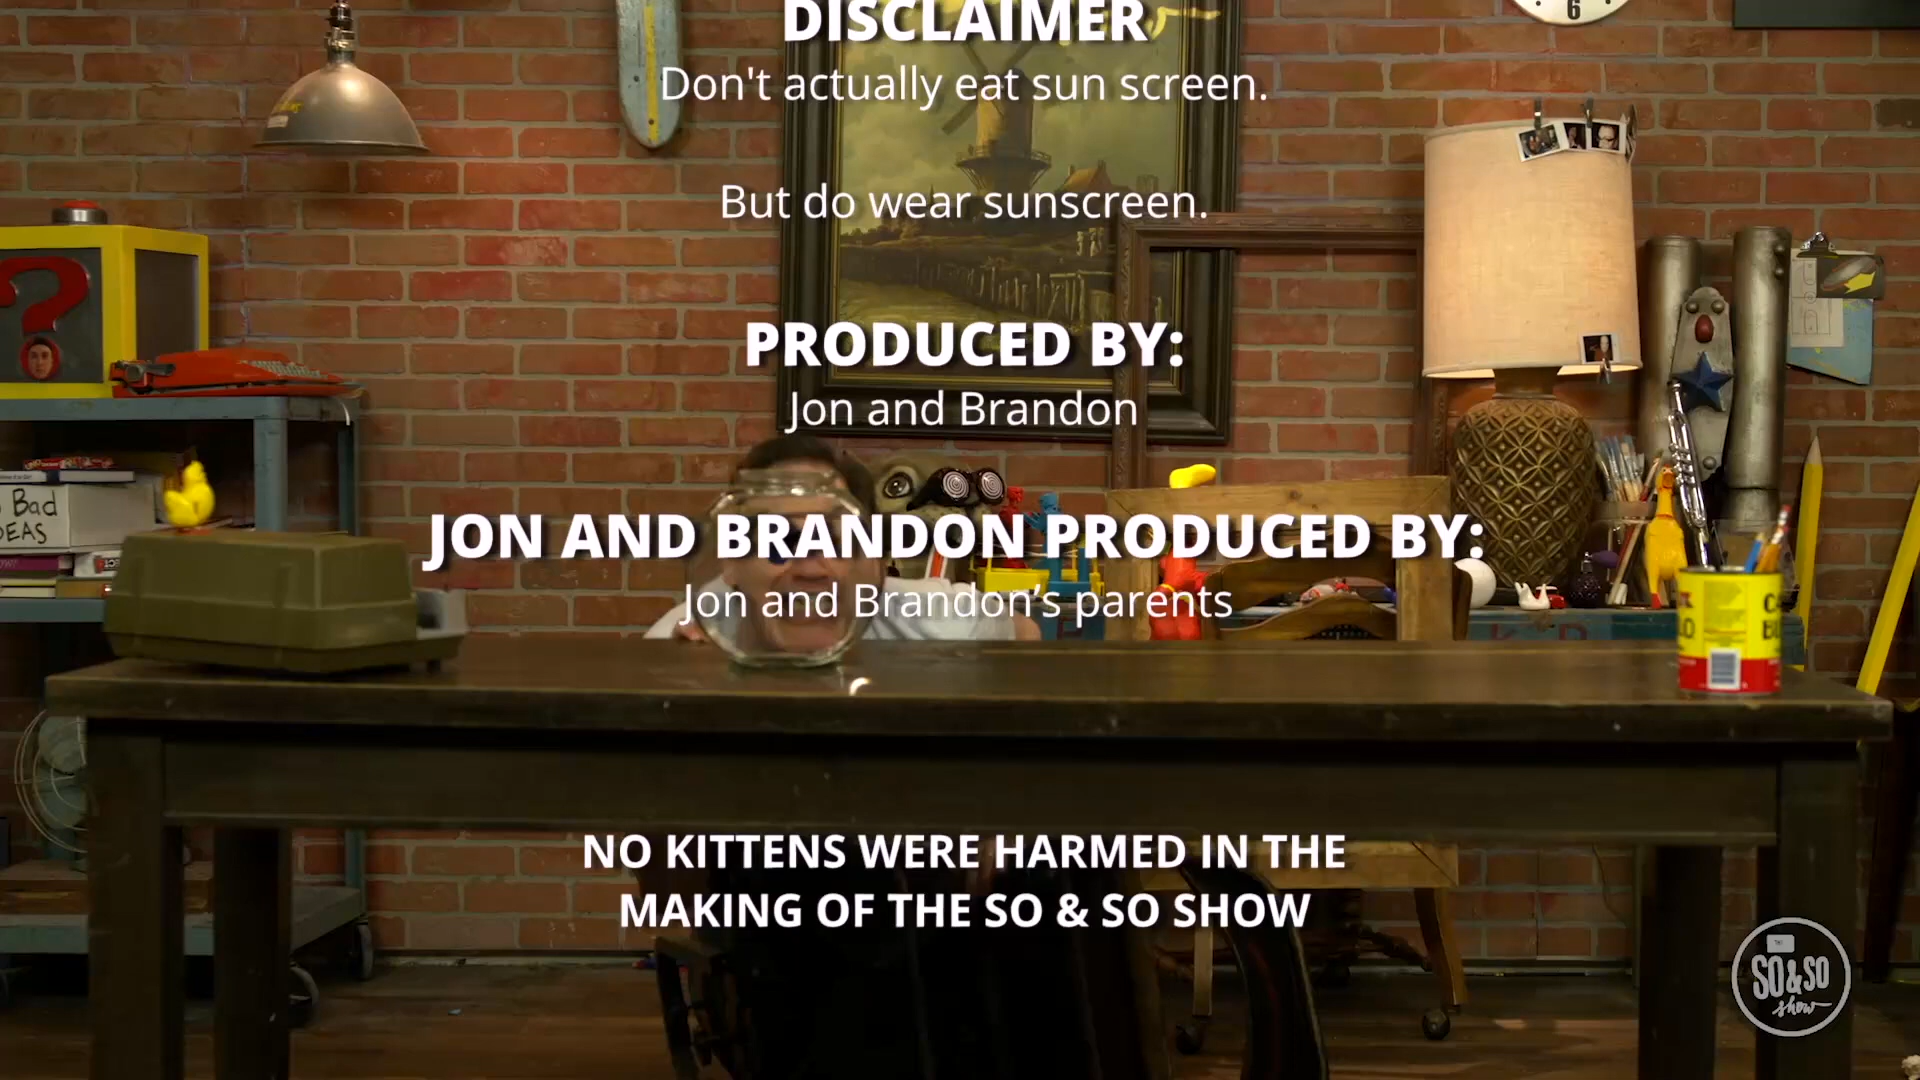 6
DISCLAIMER
Don't actually eat sun screen.
But do wear sunscreen.
PRODUCED BY:
Jon and Brandon
?
JON AND BRANDON PRODUCED BY:
Jon and Brandon's parents
Bad
NO KITTENS WERE HARMED IN THE
MAKING OF THE SO & SO SHOW
SO&SO
show